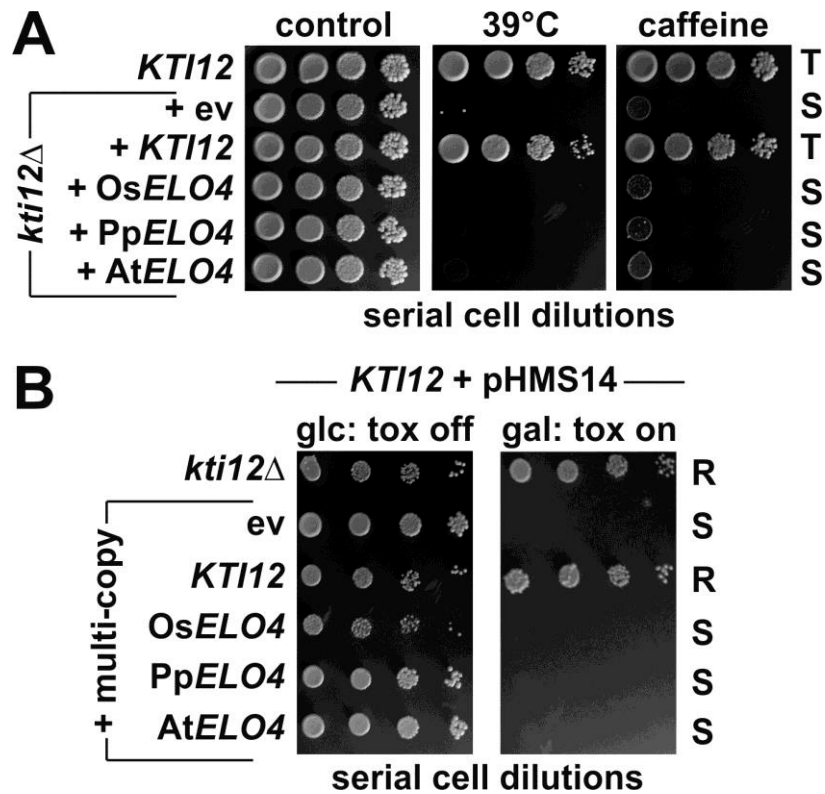 A
control 39°C caffeine
KTI12 T
+ ev S
+ KTI12 T
+ OsELO4 S
+ PpELO4 S
+ AtELO4 S
kti12Δ
serial cell dilutions
B
KTI12 + pHMS14
glc: tox off gal: tox on
kti12Δ R
ev S
KTI12 R
OsELO4 S
PpELO4 S
AtELO4 S
+ multi-copy
serial cell dilutions